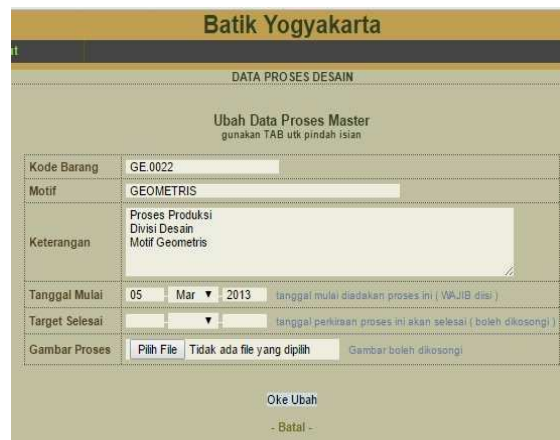 Batik Yogyakarta
ut
DATA PROSES DESAIN
Ubah Data Proses Master
gunakan TAB utk pindah isian
Kode Barang GE.0022
Motif GEOMETRIS
Keterangan Proses Produksi
Divisi Desain
Motif Geometris
Tanggal Mulai 05 Mar ▼ 2013 tanggal mulai diadakan proses ini ( WAJIB diisi )
Target Selesai ▼ tanggal perkiraan proses ini akan selesai ( boleh dikosongi )
Gambar Proses Pilih File Tidak ada file yang dipilih Gambar boleh dikosongi
Oke Ubah
- Batal -